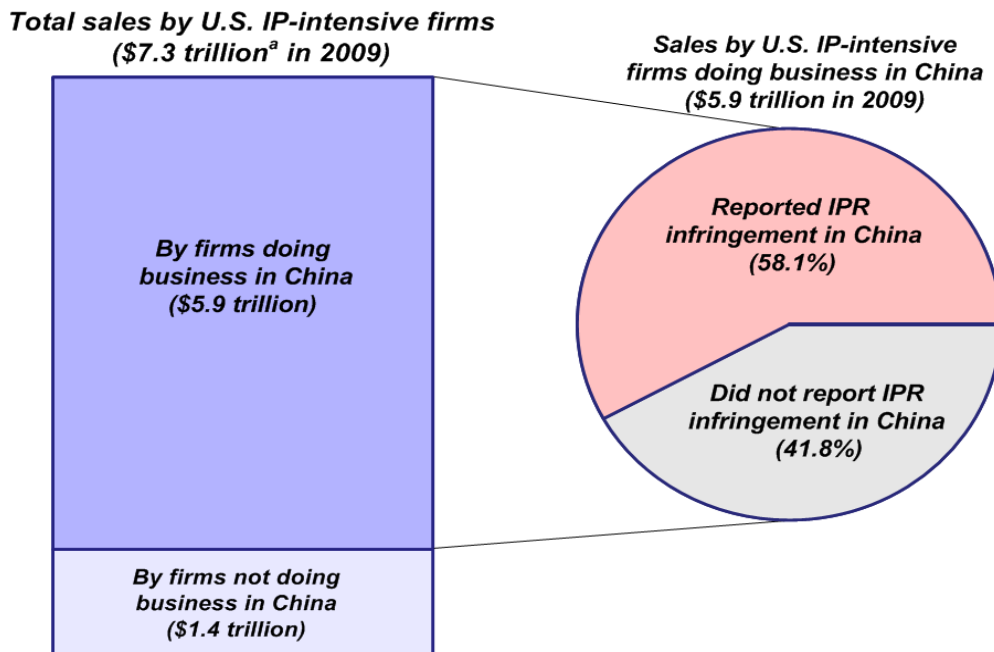 Total sales by U.S. IP-intensive firms
($7.3 trillionª in 2009)
Sales by U.S. IP-intensive
firms doing business in China
($5.9 trillion in 2009)
By firms doing
business in China
($5.9 trillion)
Reported IPR
infringement in China
(58.1%)
Did not report IPR
infringement in China
(41.8%)
By firms not doing
business in China
($1.4 trillion)